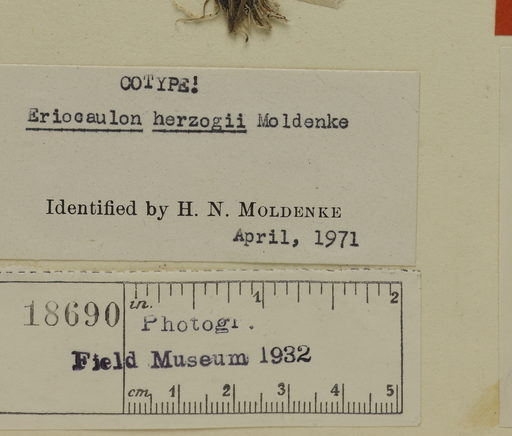 COTYPE!
Eriocaulon herzogii Moldenke
Identified by H. N. MOLDENKE
April, 1971
in. 1 2
18690
Photogr.
Field Museum 1932
cm 1 2 3 4 5